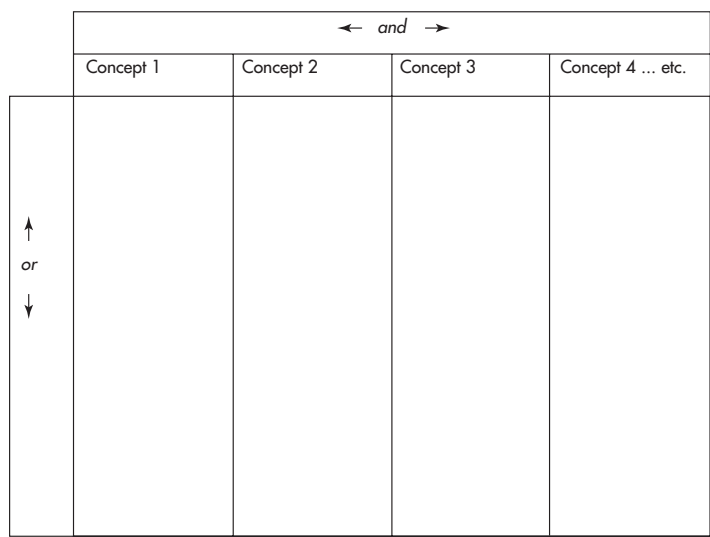 ← and →
Concept 1 Concept 2 Concept 3 Concept 4 ... etc.
↑
or
↓